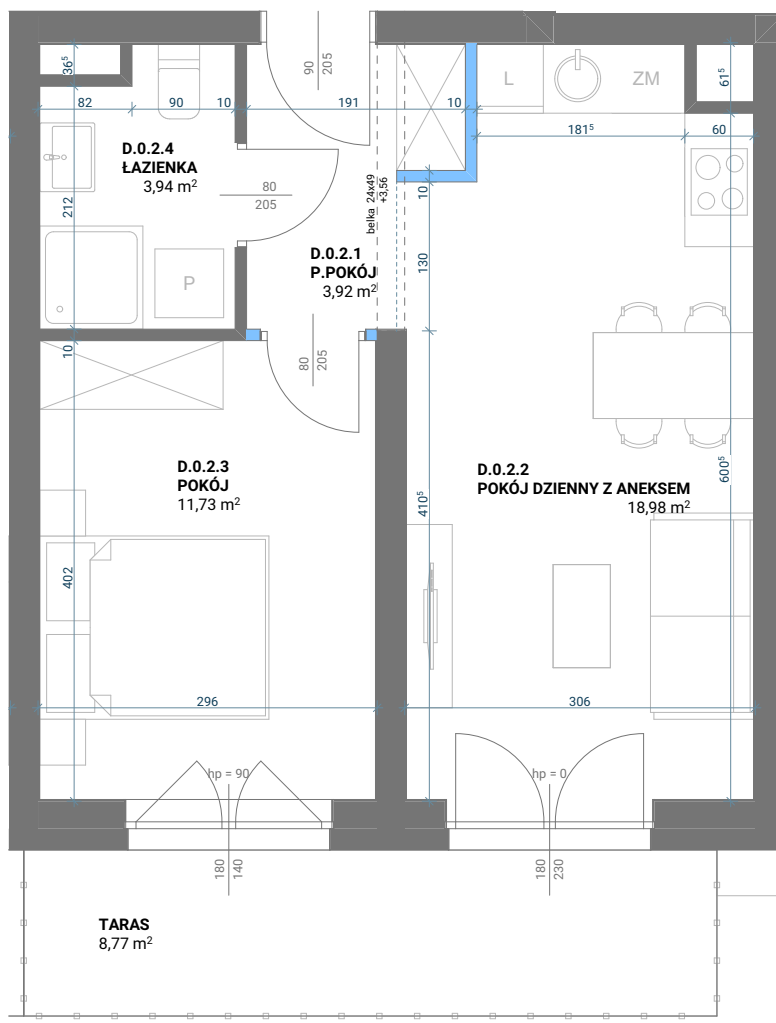 90
205
36⁵
82
90
10
191
10
L
ZM
61⁵
181⁵
60
D.0.2.4
ŁAZIENKA
3,94 m²
80
205
212
P
belka 24x49
+3,56
10
130
D.0.2.1
P.POKÓJ
3,92 m²
80
205
10
D.0.2.3
POKÓJ
11,73 m²
402
296
410⁵
D.0.2.2
POKÓJ DZIENNY Z ANEKSEM
18,98 m²
600⁵
306
hp = 90
hp = 0
180
140
180
230
TARAS
8,77 m²